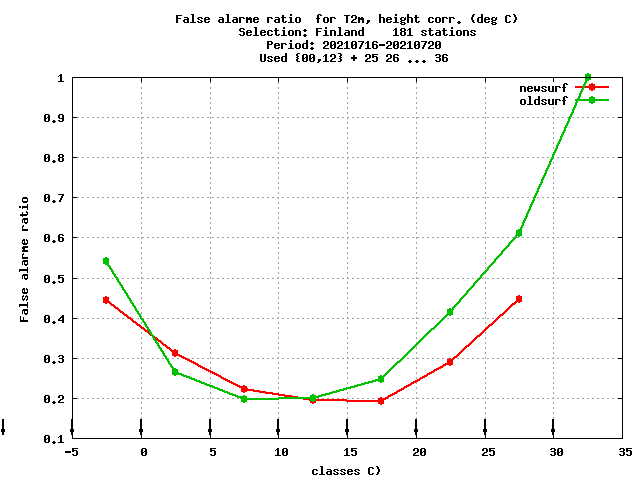 False alarme ratio  for T2m, height corr. (deg C)
Selection: Finland    181 stations
Period: 20210716-20210720
Used {00,12} + 25 26 ... 36
newsurf
oldsurf
1
0.9
0.8
0.7
0.6
0.5
0.4
0.3
0.2
0.1
False alarme ratio
-5 0 5 10 15 20 25 30 35
classes C)